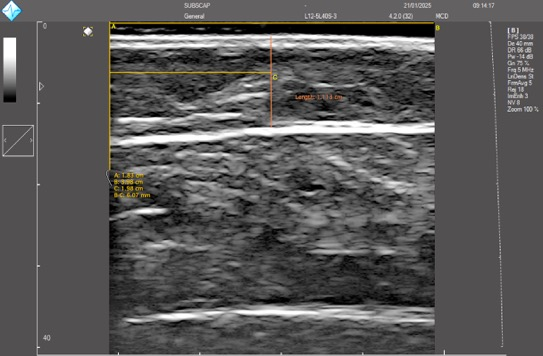 SUBSCAP
General
L12-5L40S-3
21/01/2025
4.2.0 (32)
MCD
09:14:17
0
A
B
C
40
A: 1.83 cm
C: 1.98 cm
[ B ]
FPS 38/38
De 40 mm
DR 66 dB
Pw -14 dB
Gn 75 %
Frq 5 MHz
LnDens St
FrmAvg 5
Rej 18
ImEnh 3
NV 8
Zoom 100 %